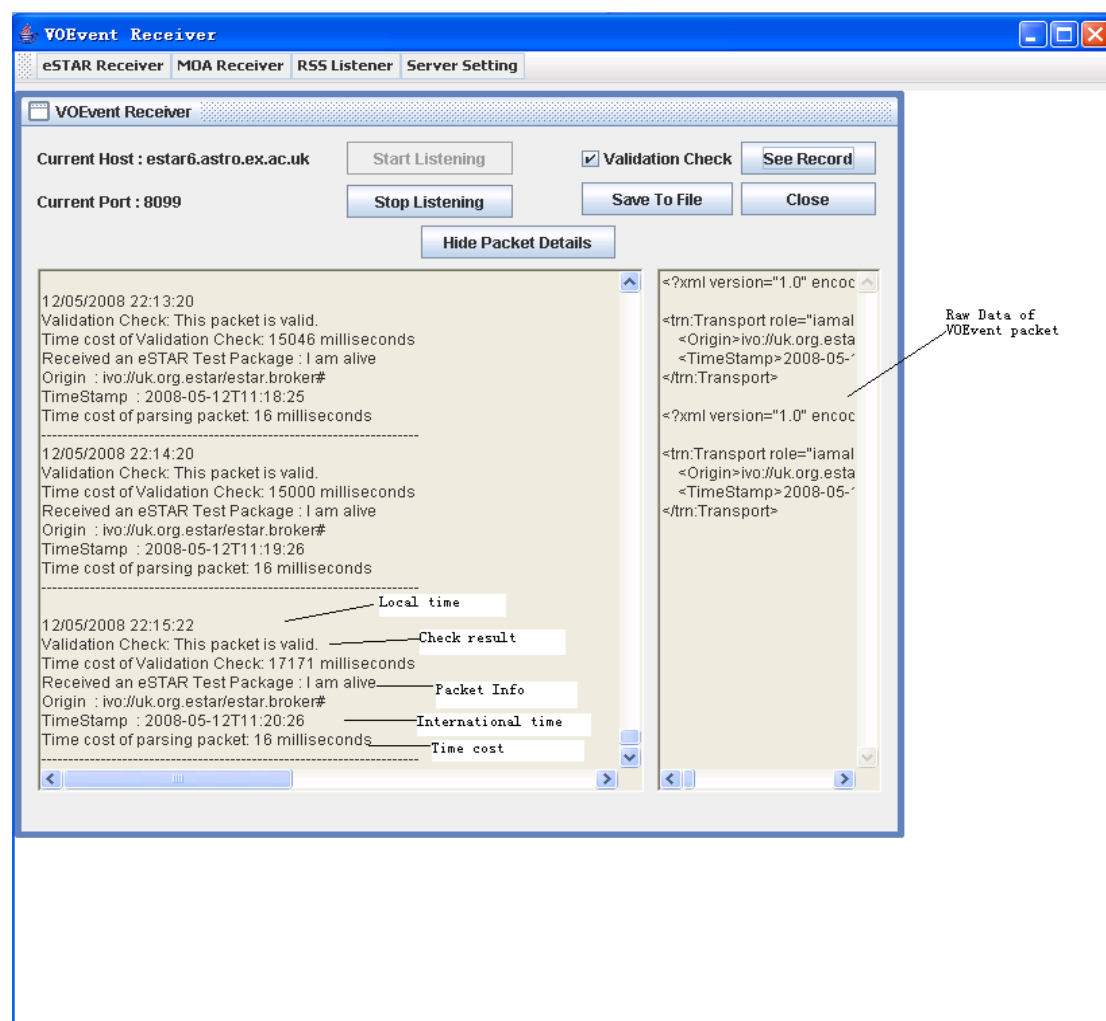 VOEvent Receiver
eSTAR Receiver MOA Receiver RSS Listener Server Setting
VOEvent Receiver
Current Host : estar6.astro.ex.ac.uk
Start Listening
Validation Check
See Record
Current Port : 8099
Stop Listening
Save To File
Close
Hide Packet Details
12/05/2008 22:13:20
Validation Check: This packet is valid.
Time cost of Validation Check: 15046 milliseconds
Received an eSTAR Test Package : I am alive
Origin : ivo://uk.org.estar/estar.broker#
TimeStamp : 2008-05-12T11:18:25
Time cost of parsing packet: 16 milliseconds
--------------------------------------------------------------------
12/05/2008 22:14:20
Validation Check: This packet is valid.
Time cost of Validation Check: 15000 milliseconds
Received an eSTAR Test Package : I am alive
Origin : ivo://uk.org.estar/estar.broker#
TimeStamp : 2008-05-12T11:19:26
Time cost of parsing packet: 16 milliseconds
--------------------------------------------------------------------
12/05/2008 22:15:22
Validation Check: This packet is valid.
Time cost of Validation Check: 17171 milliseconds
Received an eSTAR Test Package : I am alive
Origin : ivo://uk.org.estar/estar.broker#
TimeStamp : 2008-05-12T11:20:26
Time cost of parsing packet: 16 milliseconds
--------------------------------------------------------------------
Local time
Check result
Packet Info
International time
Time cost
<?xml version="1.0" encoc
<trn:Transport role="iamal
<Origin>ivo://uk.org.esta
<TimeStamp>2008-05-
</trn:Transport>
<?xml version="1.0" encoc
<trn:Transport role="iamal
<Origin>ivo://uk.org.esta
<TimeStamp>2008-05-
</trn:Transport>
Raw Data of
VOEvent packet